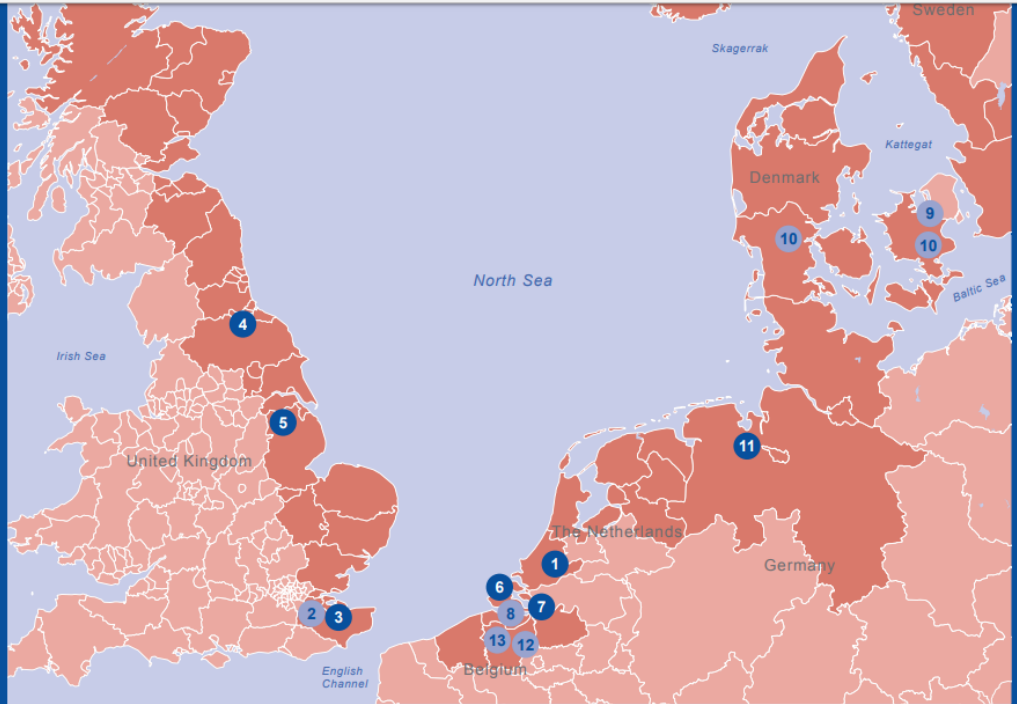 Sweden
Skagerrak
Kattegat
Denmark
9
10
10
North Sea
Baltic Sea
4
Irish Sea
5
11
United Kingdom
The Netherlands
1
Germany
6
7
2
3
8
13
12
Belgium
English
Channel